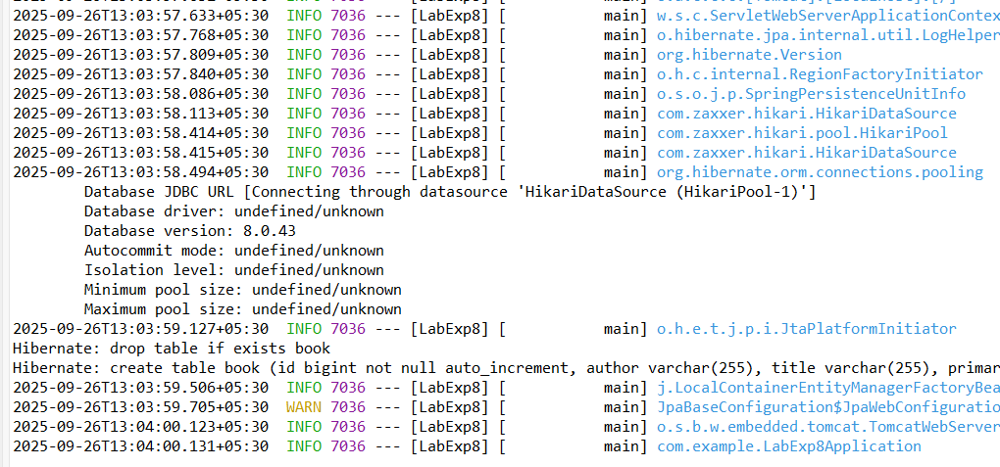 2025-09-26T13:03:57.633+05:30  INFO 7036 --- [LabExp8] [           main] w.s.c.ServletWebServerApplicationContex
2025-09-26T13:03:57.768+05:30  INFO 7036 --- [LabExp8] [           main] o.hibernate.jpa.internal.util.LogHelper
2025-09-26T13:03:57.809+05:30  INFO 7036 --- [LabExp8] [           main] org.hibernate.Version
2025-09-26T13:03:57.840+05:30  INFO 7036 --- [LabExp8] [           main] o.h.c.internal.RegionFactoryInitiator
2025-09-26T13:03:58.086+05:30  INFO 7036 --- [LabExp8] [           main] o.s.o.j.p.SpringPersistenceUnitInfo
2025-09-26T13:03:58.113+05:30  INFO 7036 --- [LabExp8] [           main] com.zaxxer.hikari.HikariDataSource
2025-09-26T13:03:58.414+05:30  INFO 7036 --- [LabExp8] [           main] com.zaxxer.hikari.pool.HikariPool
2025-09-26T13:03:58.415+05:30  INFO 7036 --- [LabExp8] [           main] com.zaxxer.hikari.HikariDataSource
2025-09-26T13:03:58.494+05:30  INFO 7036 --- [LabExp8] [           main] org.hibernate.orm.connections.pooling
Database JDBC URL [Connecting through datasource 'HikariDataSource (HikariPool-1)']
Database driver: undefined/unknown
Database version: 8.0.43
Autocommit mode: undefined/unknown
Isolation level: undefined/unknown
Minimum pool size: undefined/unknown
Maximum pool size: undefined/unknown
2025-09-26T13:03:59.127+05:30  INFO 7036 --- [LabExp8] [           main] o.h.e.t.j.p.i.JtaPlatformInitiator
Hibernate: drop table if exists book
Hibernate: create table book (id bigint not null auto_increment, author varchar(255), title varchar(255), primar
2025-09-26T13:03:59.506+05:30  INFO 7036 --- [LabExp8] [           main] j.LocalContainerEntityManagerFactoryBea
2025-09-26T13:03:59.705+05:30  WARN 7036 --- [LabExp8] [           main] JpaBaseConfiguration$JpaWebConfiguratio
2025-09-26T13:04:00.123+05:30  INFO 7036 --- [LabExp8] [           main] o.s.b.w.embedded.tomcat.TomcatWebServer
2025-09-26T13:04:00.131+05:30  INFO 7036 --- [LabExp8] [           main] com.example.LabExp8Application